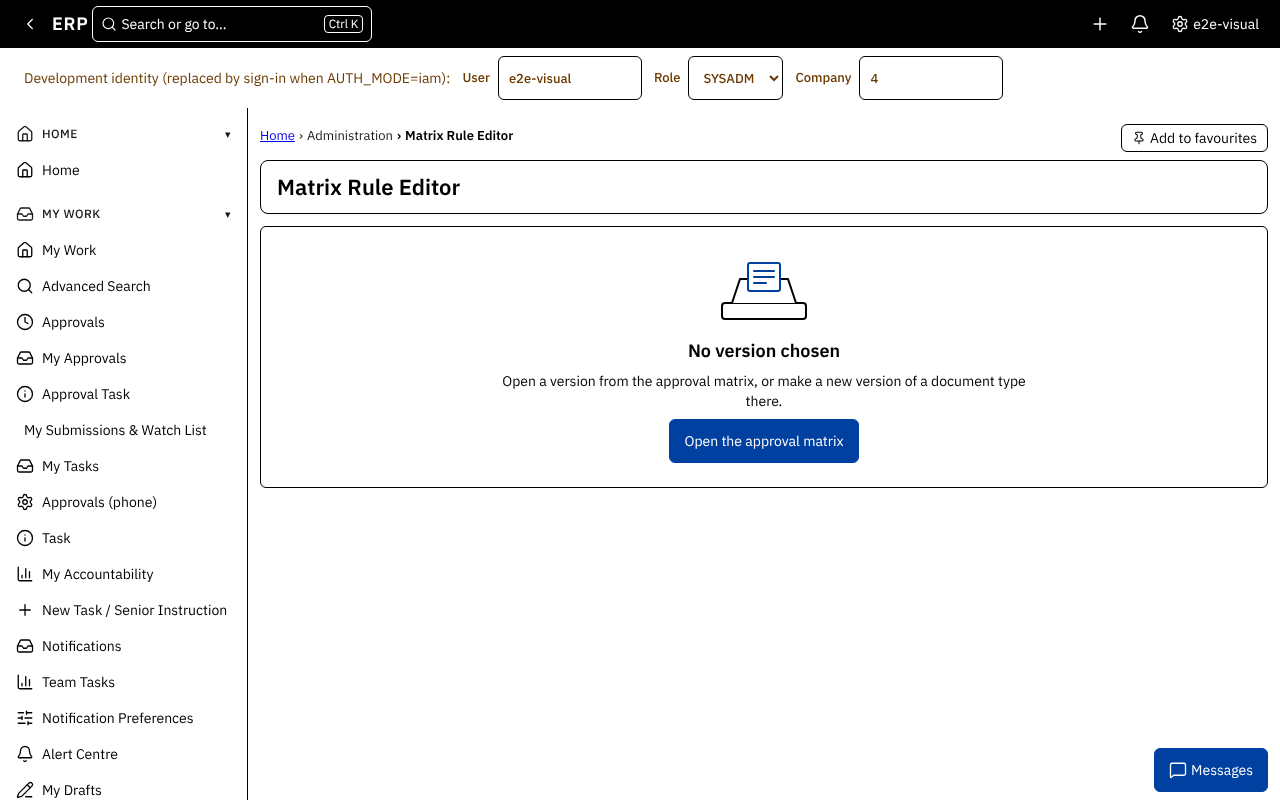 ERP
Search or go to...
Ctrl K
e2e-visual
Development identity (replaced by sign-in when AUTH_MODE=iam):
User
e2e-visual
Role
SYSADM
Company
4
HOME
Home
MY WORK
My Work
Advanced Search
Approvals
My Approvals
Approval Task
My Submissions & Watch List
My Tasks
Approvals (phone)
Task
My Accountability
New Task / Senior Instruction
Notifications
Team Tasks
Notification Preferences
Alert Centre
My Drafts
Home › Administration › Matrix Rule Editor
Add to favourites
Matrix Rule Editor
No version chosen
Open a version from the approval matrix, or make a new version of a document type
there.
Open the approval matrix
Messages